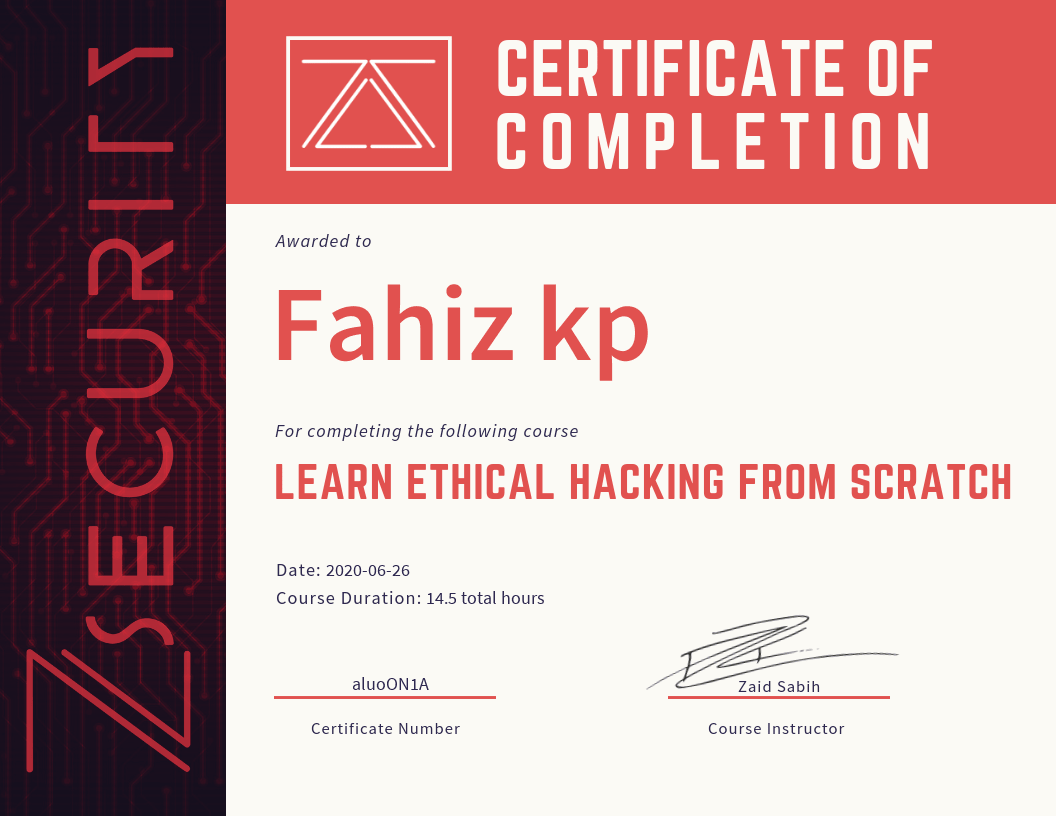 ZSECURITY
CERTIFICATE OF
COMPLETION
Awarded to
Fahiz kp
For completing the following course
LEARN ETHICAL HACKING FROM SCRATCH
Date: 2020-06-26
Course Duration: 14.5 total hours
aluoON1A
Certificate Number
Zaid Sabih
Course Instructor